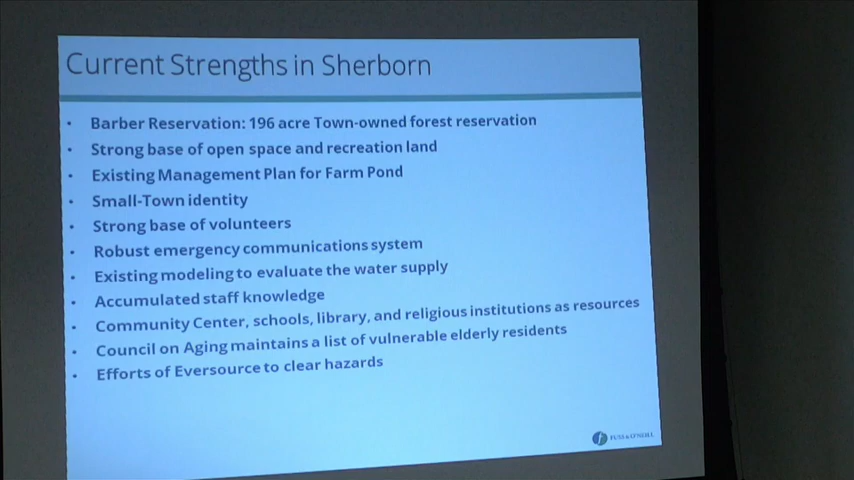 Current Strengths in Sherborn
• Barber Reservation: 196 acre Town-owned forest reservation
• Strong base of open space and recreation land
• Existing Management Plan for Farm Pond
• Small-Town identity
• Strong base of volunteers
• Robust emergency communications system
• Existing modeling to evaluate the water supply
• Accumulated staff knowledge
• Community Center, schools, library, and religious institutions as resources
• Council on Aging maintains a list of vulnerable elderly residents
• Efforts of Eversource to clear hazards
FUSS & O'NEILL